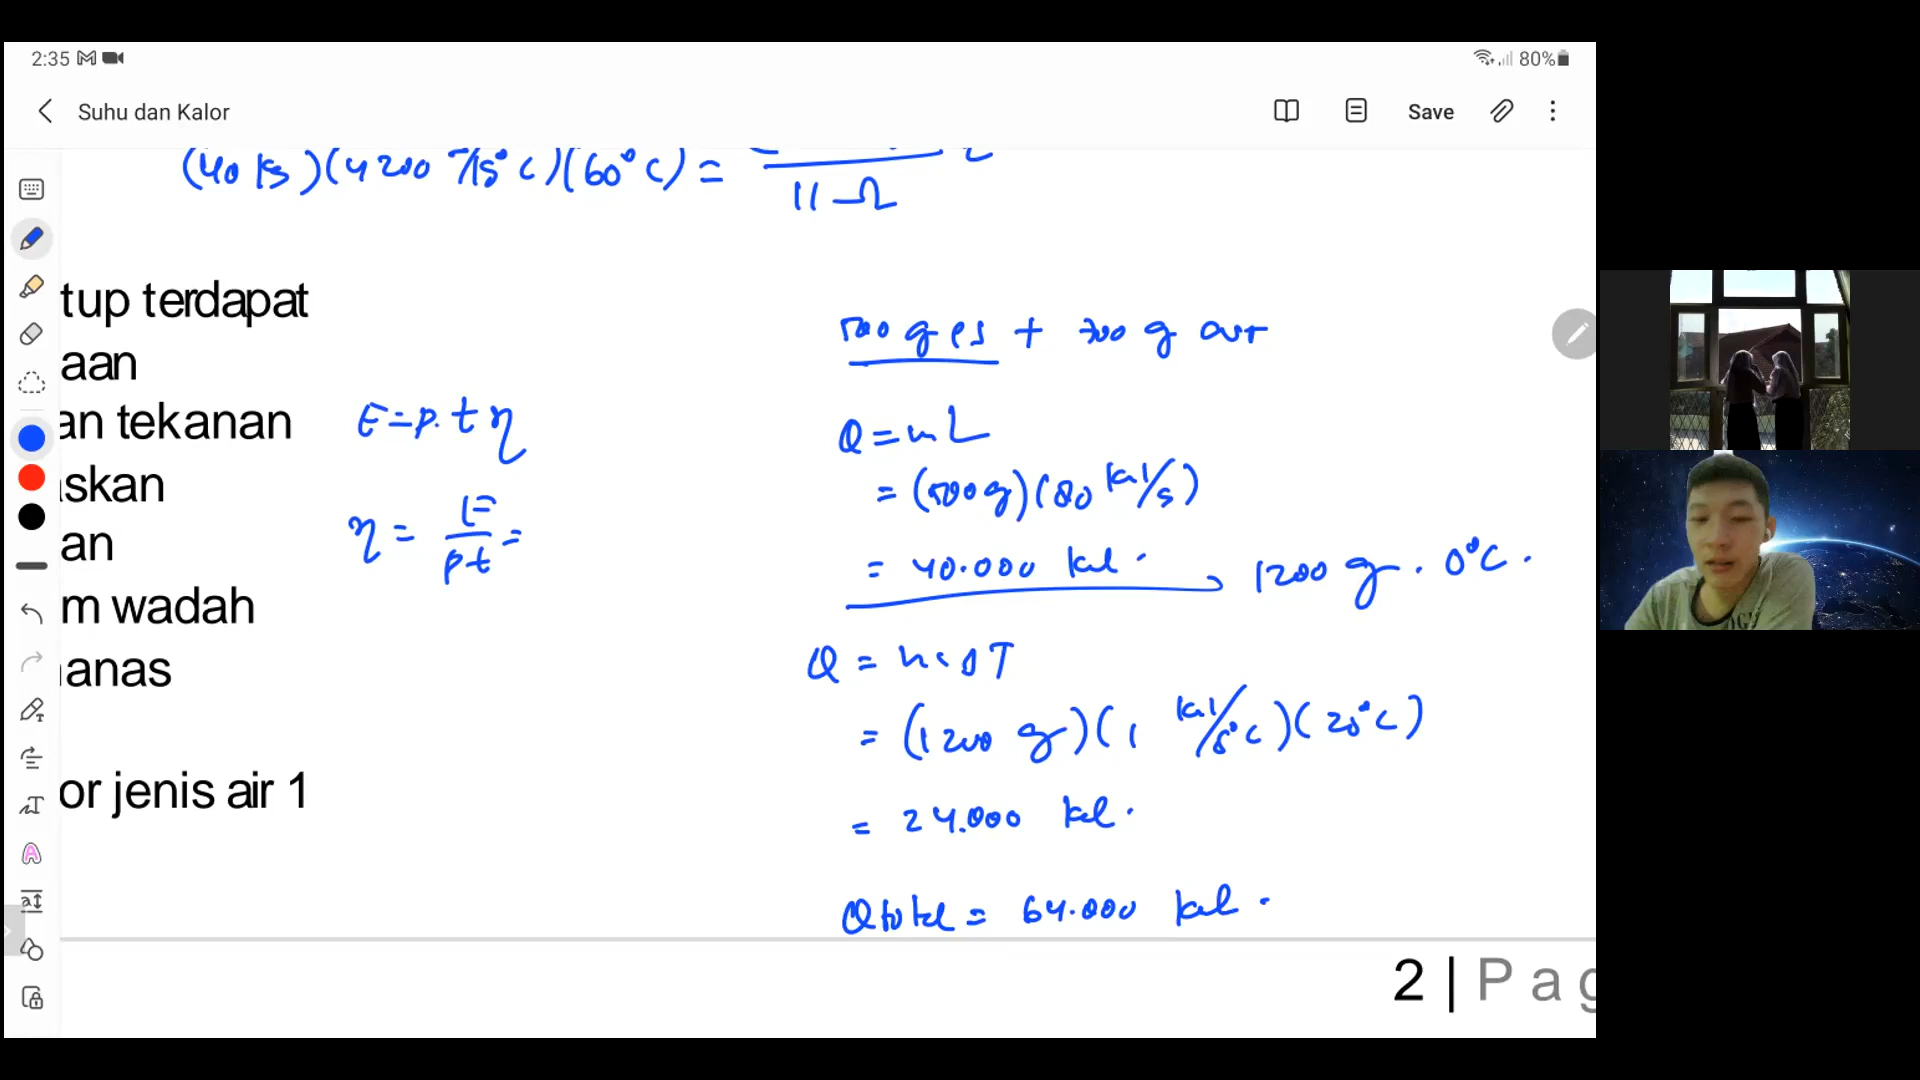 2:35
80%
Suhu dan Kalor
Save
(40 kg)(4200 J/kg°C)(60°C) =
11 Ω
tup terdapat
aan
an tekanan
askan
an
m wadah
anas
or jenis air 1
E = p. t η
η = E/pt =
500 g es + 700 g air
Q = mL
= (500 g)(80 kal/g)
= 40.000 kal.
1200 g. 0°C.
Q = mcΔT
= (1200 g)(1 kal/g°C)(20°C)
= 24.000 kal.
Qtotal = 64.000 kal.
2 | Pag